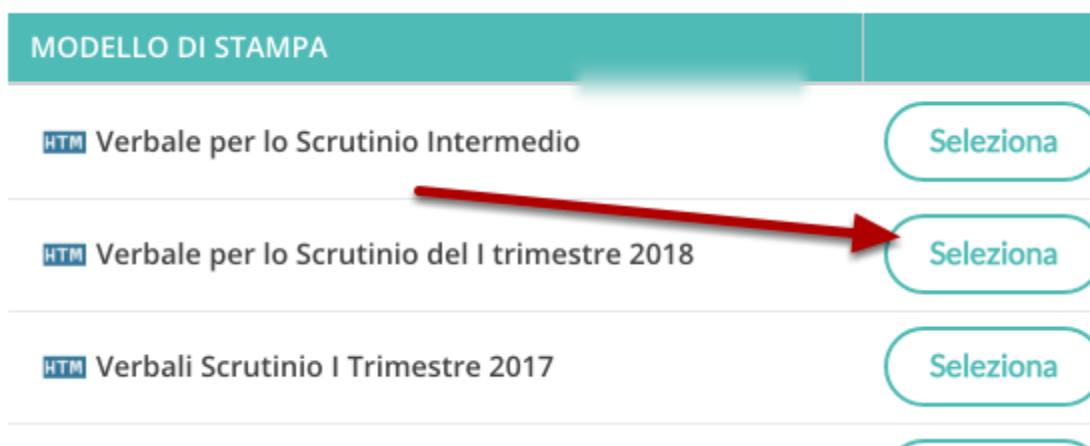 MODELLO DI STAMPA
HTM Verbale per lo Scrutinio Intermedio Seleziona
HTM Verbale per lo Scrutinio del I trimestre 2018 Seleziona
HTM Verbali Scrutinio I Trimestre 2017 Seleziona